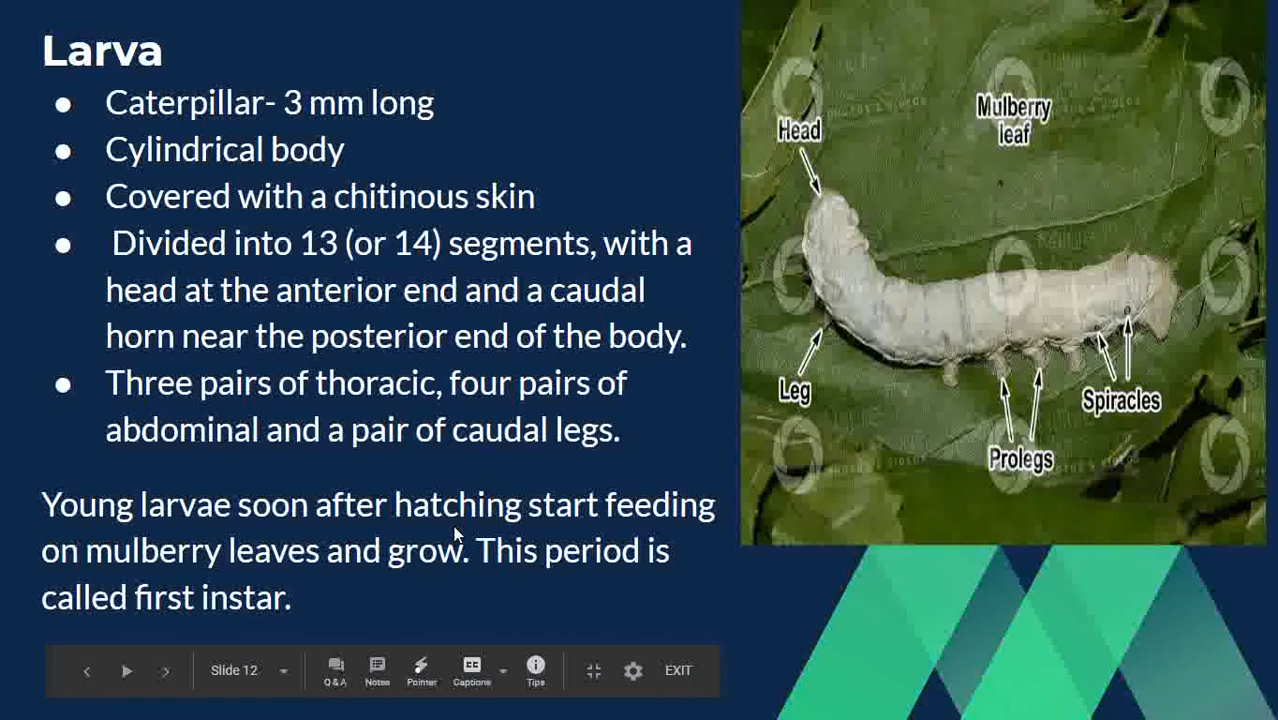 Larva
● Caterpillar- 3 mm long
● Cylindrical body
● Covered with a chitinous skin
● Divided into 13 (or 14) segments, with a
head at the anterior end and a caudal
horn near the posterior end of the body.
● Three pairs of thoracic, four pairs of
abdominal and a pair of caudal legs.
Young larvae soon after hatching start feeding
on mulberry leaves and grow. This period is
called first instar.
Head
Mulberry
leaf
Leg
Spiracles
Prolegs
Slide 12
Q & A
Notes
Pointer
CC
Captions
Tips
EXIT